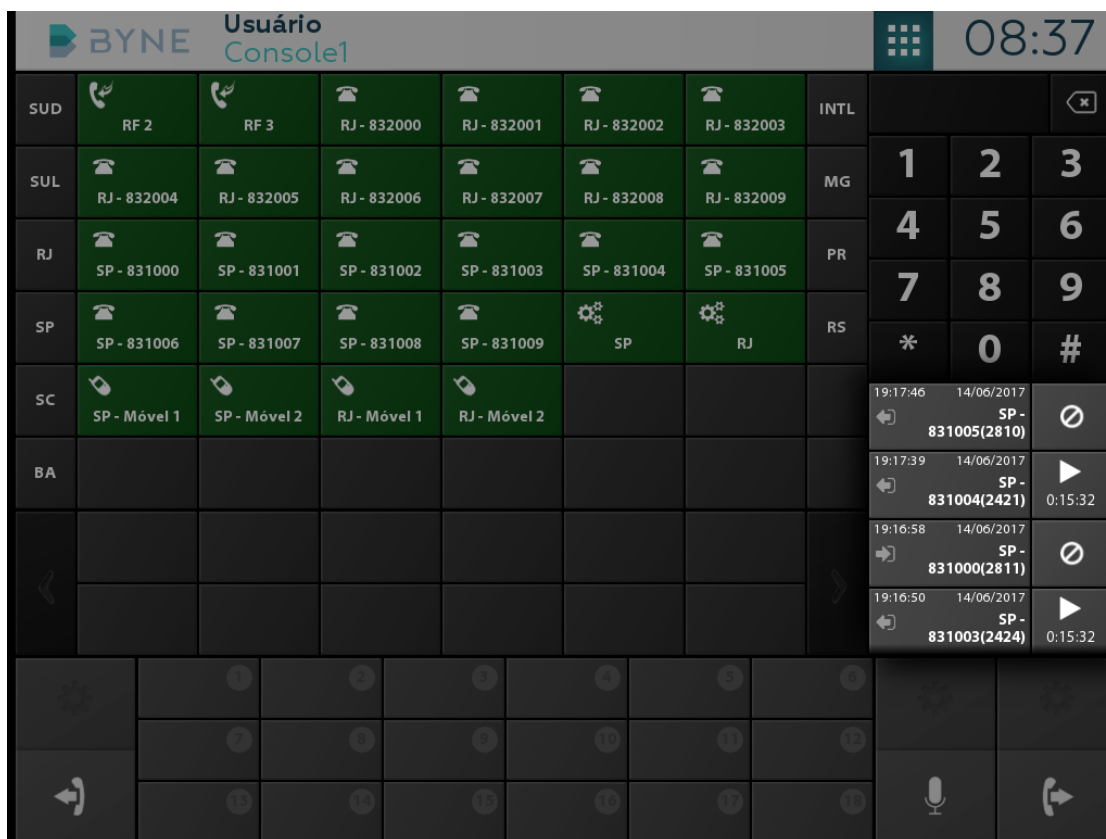 BYNE
Usuário
Console1
08:37
SUD
RF 2
RF 3
RJ - 832000
RJ - 832001
RJ - 832002
RJ - 832003
INTL
SUL
RJ - 832004
RJ - 832005
RJ - 832006
RJ - 832007
RJ - 832008
RJ - 832009
MG
RJ
SP - 831000
SP - 831001
SP - 831002
SP - 831003
SP - 831004
SP - 831005
PR
SP
SP - 831006
SP - 831007
SP - 831008
SP - 831009
SP
RJ
RS
SC
SP - Móvel 1
SP - Móvel 2
RJ - Móvel 1
RJ - Móvel 2
BA
1 2 3
4 5 6
7 8 9
* 0 #
19:17:46 14/06/2017
SP -
831005(2810)
19:17:39 14/06/2017
SP -
831004(2421)
0:15:32
19:16:58 14/06/2017
SP -
831000(2811)
19:16:50 14/06/2017
SP -
831003(2424)
0:15:32
1 2 3 4 5 6
7 8 9 10 11 12
13 14 15 16 17 18